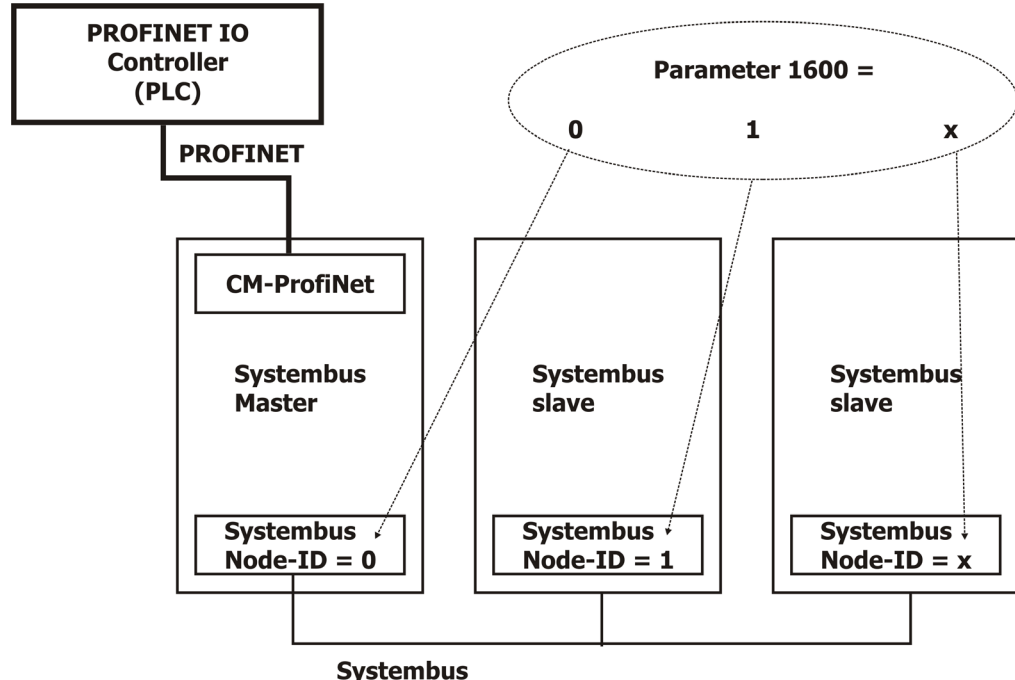 PROFINET IO
Controller
(PLC)
PROFINET
Parameter 1600 =
0 1 x
CM-ProfiNet
Systembus
Master
Systembus
slave
Systembus
slave
Systembus
Node-ID = 0
Systembus
Node-ID = 1
Systembus
Node-ID = x
Systembus